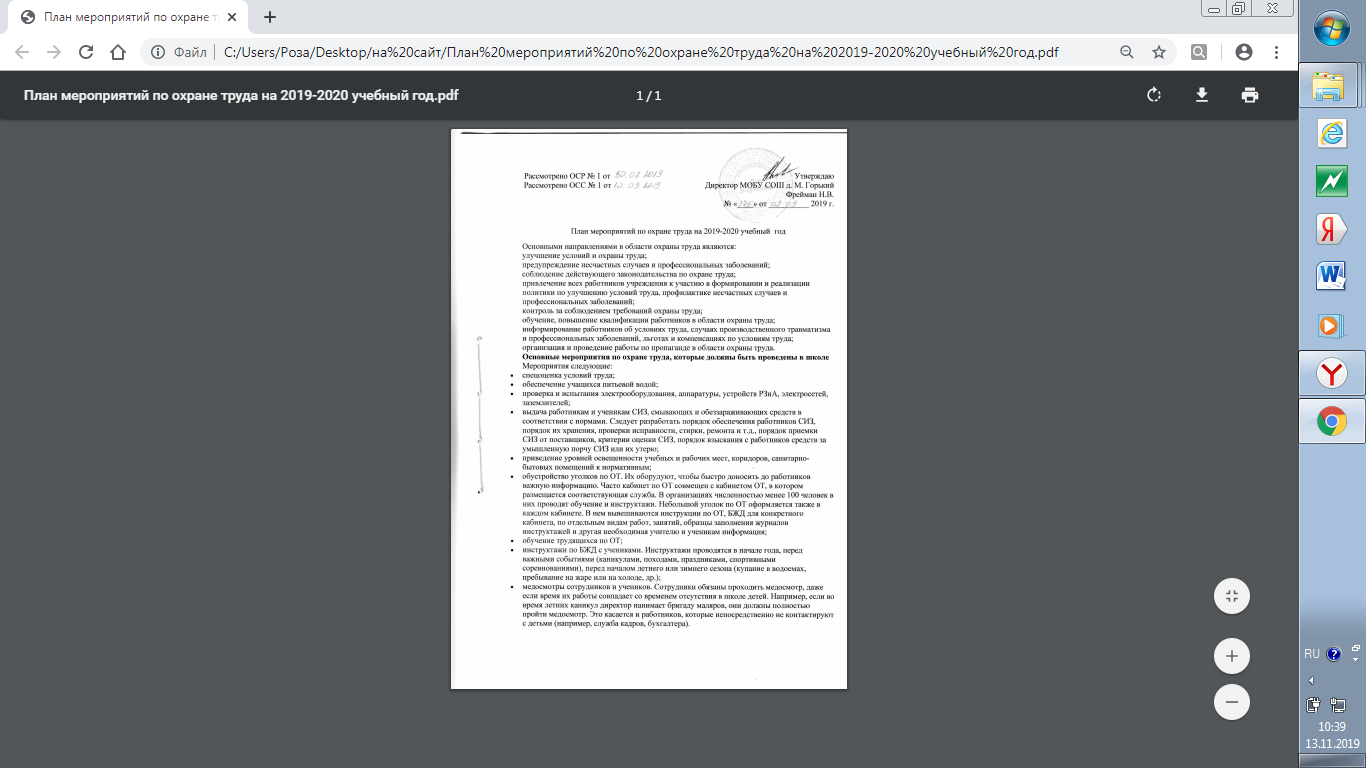 План мероприятий по охране т
Файл
C:/Users/Роза/Desktop/на%20сайт/План%20мероприятий%20по%20охране%20труда%20на%202019-2020%20учебный%20год.pdf
План мероприятий по охране труда на 2019-2020 учебный год.pdf
1 / 1
Рассмотрено ОСР № 1 от 30.08 2019
Рассмотрено ОСС № 1 от 10.09.2019
Утверждаю
Директор МОБУ СОШ д. М. Горький
Фрейман Н.В.
№ «175» от 09 09 2019 г.
План мероприятий по охране труда на 2019-2020 учебный год
Основными направлениями в области охраны труда являются:
улучшение условий и охраны труда;
предупреждение несчастных случаев и профессиональных заболеваний;
соблюдение действующего законодательства по охране труда;
привлечение всех работников учреждения к участию в формировании и реализации
политики по улучшению условий труда, профилактике несчастных случаев и
профессиональных заболеваний;
контроль за соблюдением требований охраны труда;
обучение, повышение квалификации работников в области охраны труда;
информирование работников об условиях труда, случаях производственного травматизма
и профессиональных заболеваний, льготах и компенсациях по условиям труда;
организация и проведение работы по пропаганде в области охраны труда.
Основные мероприятия по охране труда, которые должны быть проведены в школе
Мероприятия следующие:
• спецоценка условий труда;
• обеспечение учащихся питьевой водой;
• проверка и испытания электрооборудования, аппаратуры, устройств РЗиА, электросетей,
заземлителей;
• выдача работникам и ученикам СИЗ, смывающих и обеззараживающих средств в
соответствии с нормами. Следует разработать порядок обеспечения работников СИЗ,
порядок их хранения, проверки исправности, стирки, ремонта и т.д., порядок приемки
СИЗ от поставщиков, критерии оценки СИЗ, порядок взыскания с работников средств за
умышленную порчу СИЗ или их утерю;
• приведение уровней освещенности учебных и рабочих мест, коридоров, санитарно-
бытовых помещений к нормативным;
• обустройство уголков по ОТ. Их оборудуют, чтобы быстро доносить до работников
важную информацию. Часто кабинет по ОТ совмещен с кабинетом ОТ, в котором
размещается соответствующая служба. В организациях численностью менее 100 человек в
них проводят обучение и инструктажи. Небольшой уголок по ОТ оформляется также в
каждом кабинете. В нем вывешиваются инструкции по ОТ, БЖД для конкретного
кабинета, по отдельным видам работ, занятий, образцы заполнения журналов
инструктажей и другая необходимая учителю и ученикам информация;
• обучение трудящихся по ОТ;
• инструктажи по БЖД с учениками. Инструктажи проводятся в начале года, перед
важными событиями (каникулами, походами, праздниками, спортивными
соревнованиями), перед началом летнего или зимнего сезона (купание в водоемах,
пребывание на жаре или на холоде, др.);
• медосмотры сотрудников и учеников. Сотрудники обязаны проходить медосмотр, даже
если время их работы совпадает со временем отсутствия в школе детей. Например, если во
время летних каникул директор нанимает бригаду маляров, они должны полностью
пройти медосмотр. Это касается и работников, которые непосредственно не контактируют
с детьми (например, служба кадров, бухгалтера).
RU
10:39
13.11.2019